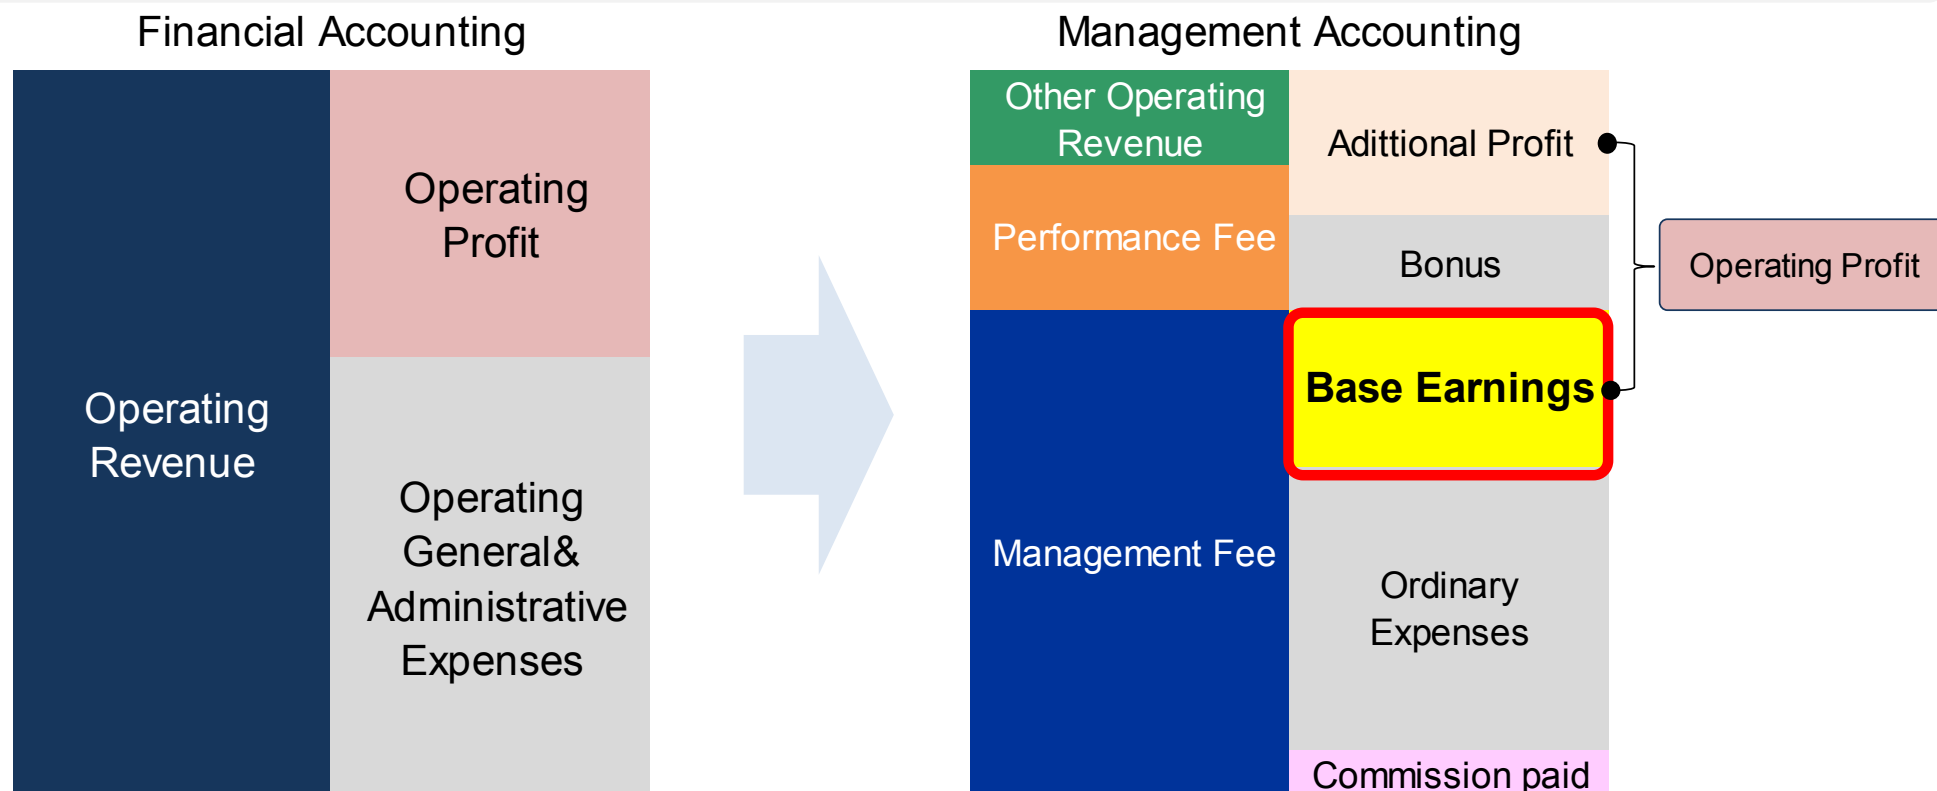 Financial Accounting
Operating
Revenue
Operating
Profit
Operating
General&
Administrative
Expenses
Management Accounting
Other Operating
Revenue
Performance Fee
Management Fee
Adittional Profit
Bonus
Base Earnings
Ordinary
Expenses
Commission paid
Operating Profit